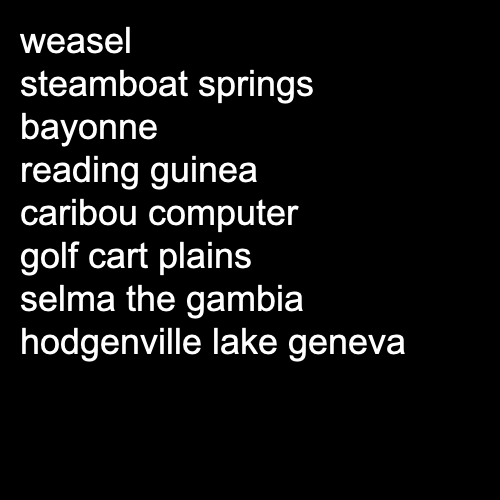 weasel
steamboat springs
bayonne
reading guinea
caribou computer
golf cart plains
selma the gambia
hodgenville lake geneva